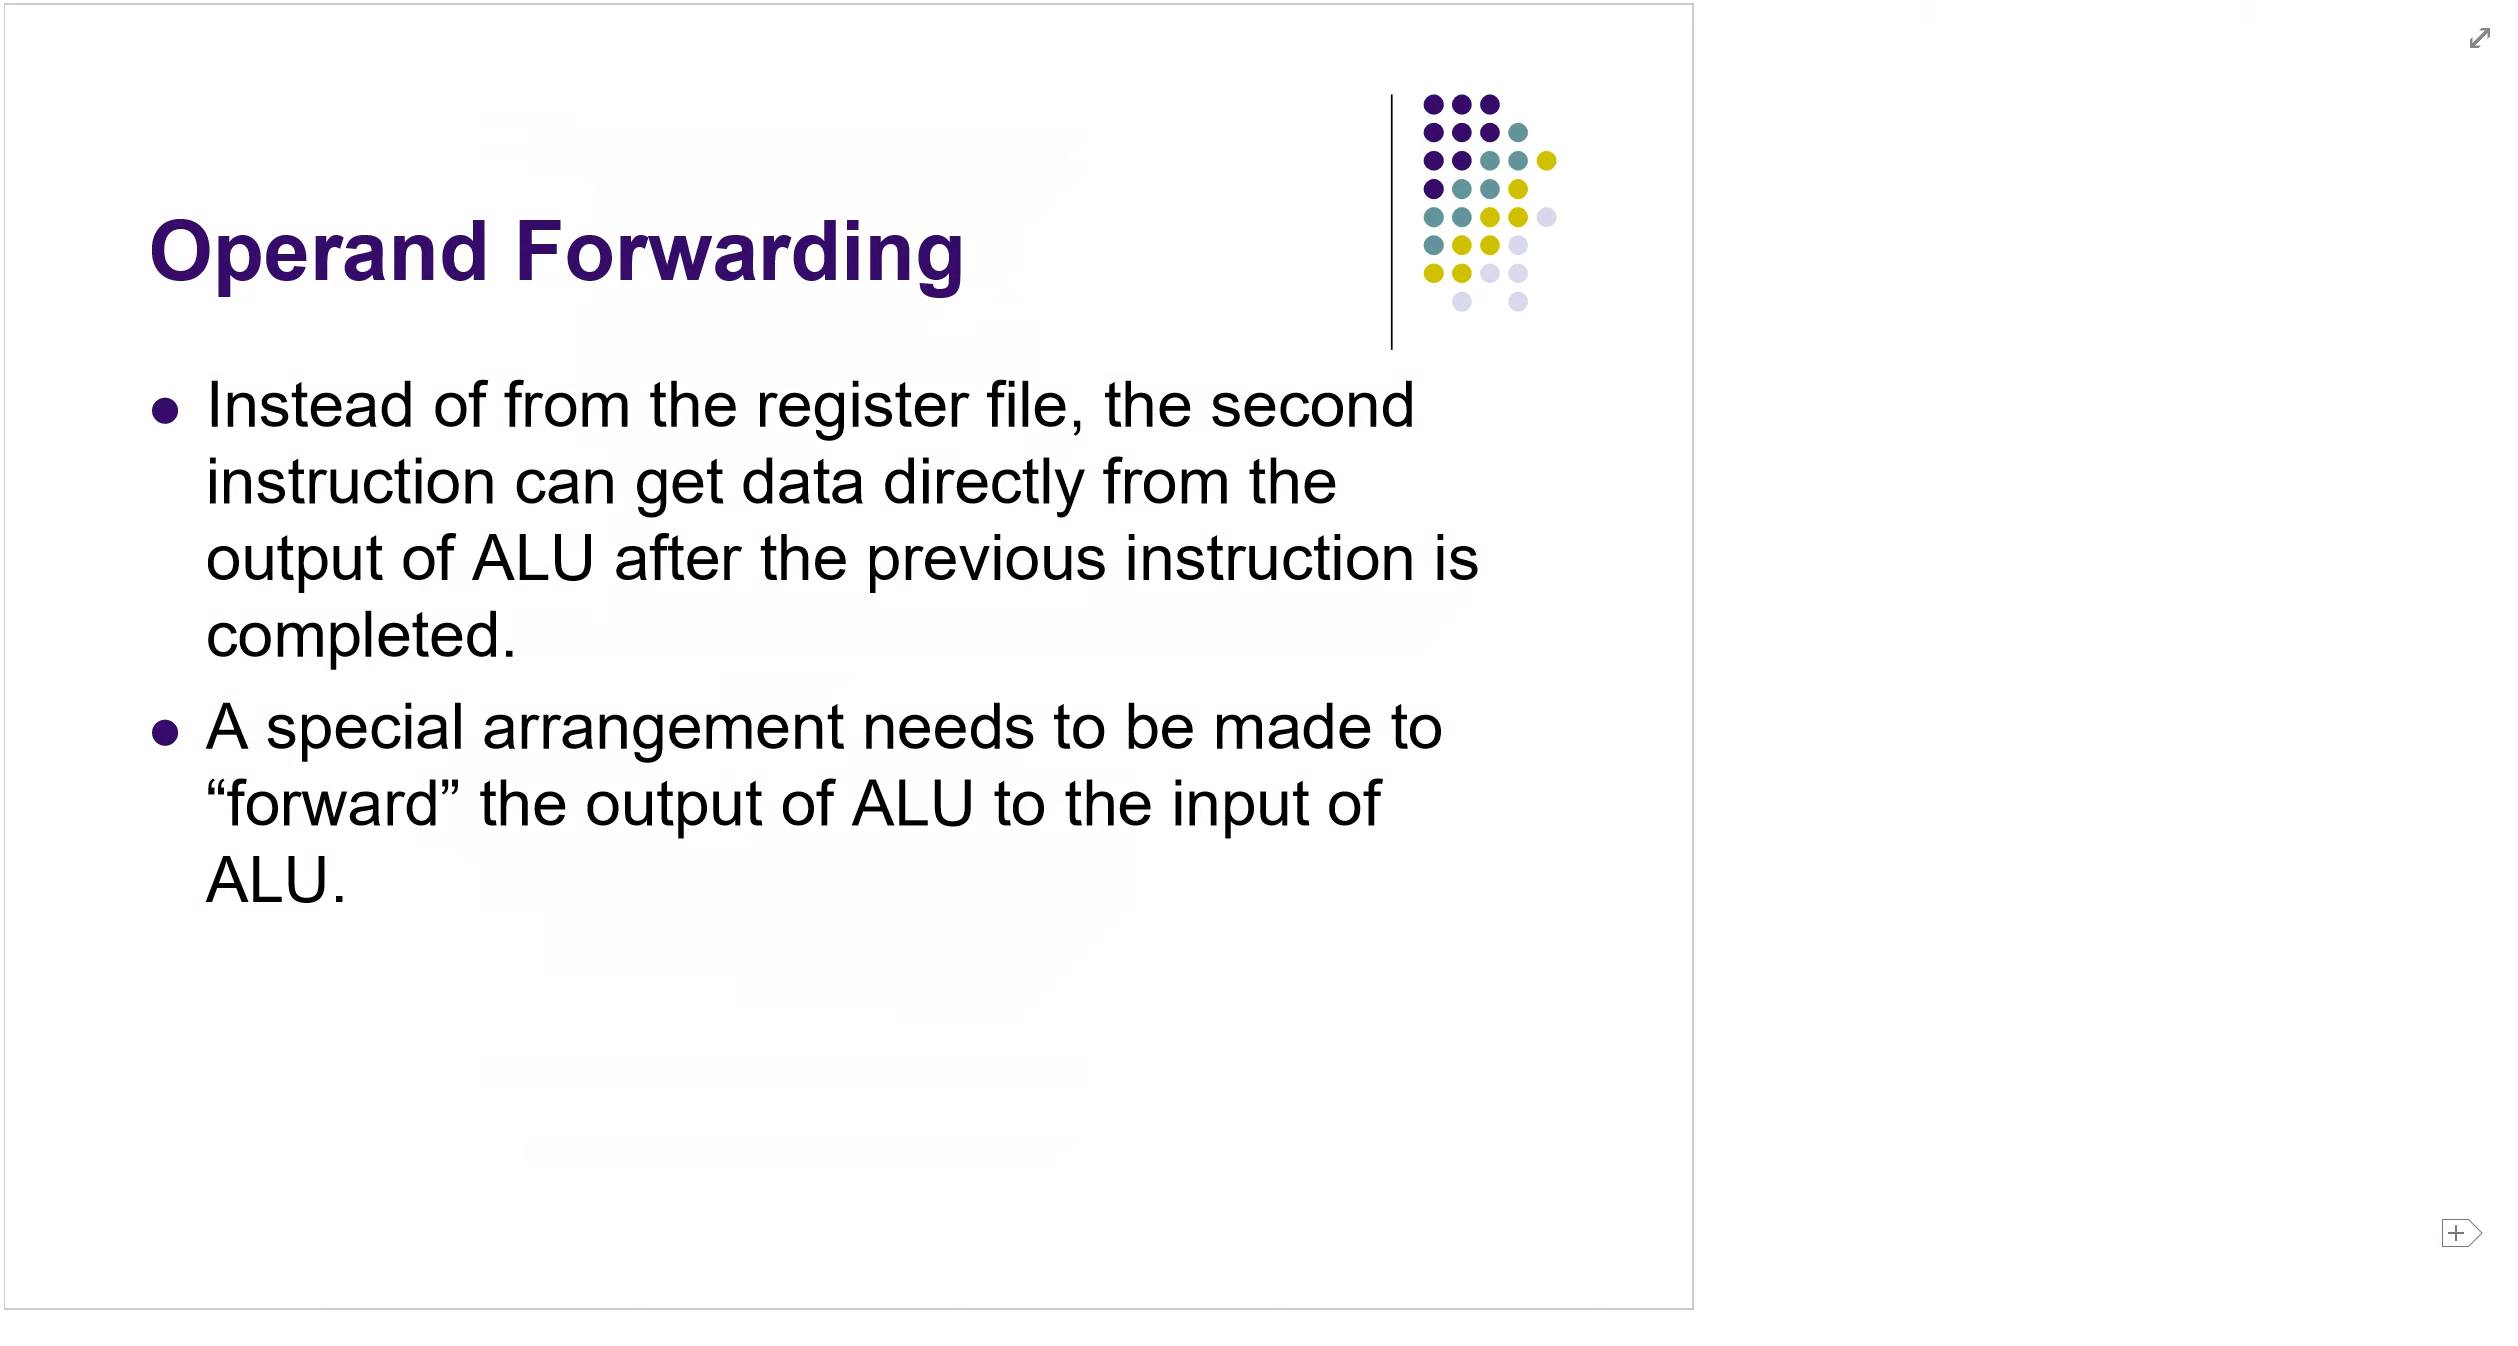 Operand Forwarding
Instead of from the register file, the second
instruction can get data directly from the
output of ALU after the previous instruction is
completed.
A special arrangement needs to be made to
“forward” the output of ALU to the input of
ALU.